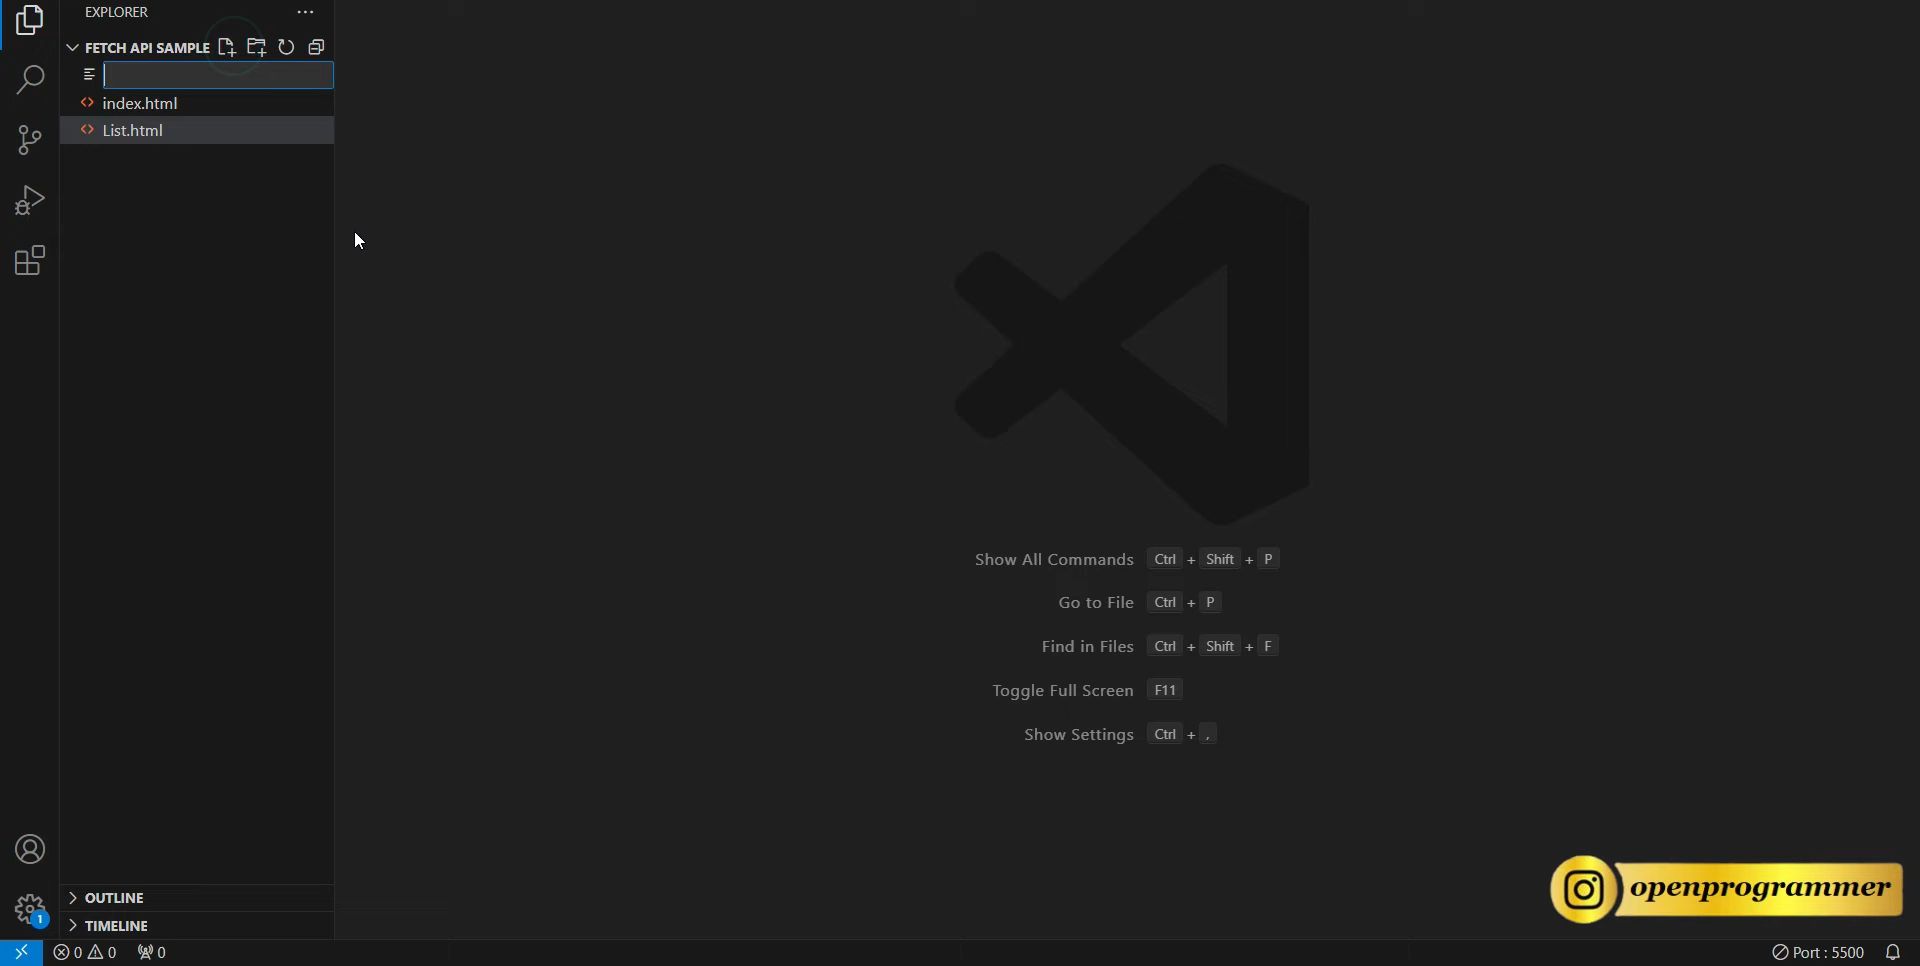 EXPLORER
FETCH API SAMPLE
index.html
List.html
Show All Commands Ctrl + Shift + P
Go to File Ctrl + P
Find in Files Ctrl + Shift + F
Toggle Full Screen F11
Show Settings Ctrl + ,
openprogrammer
OUTLINE
1
TIMELINE
0 0 0 Port : 5500